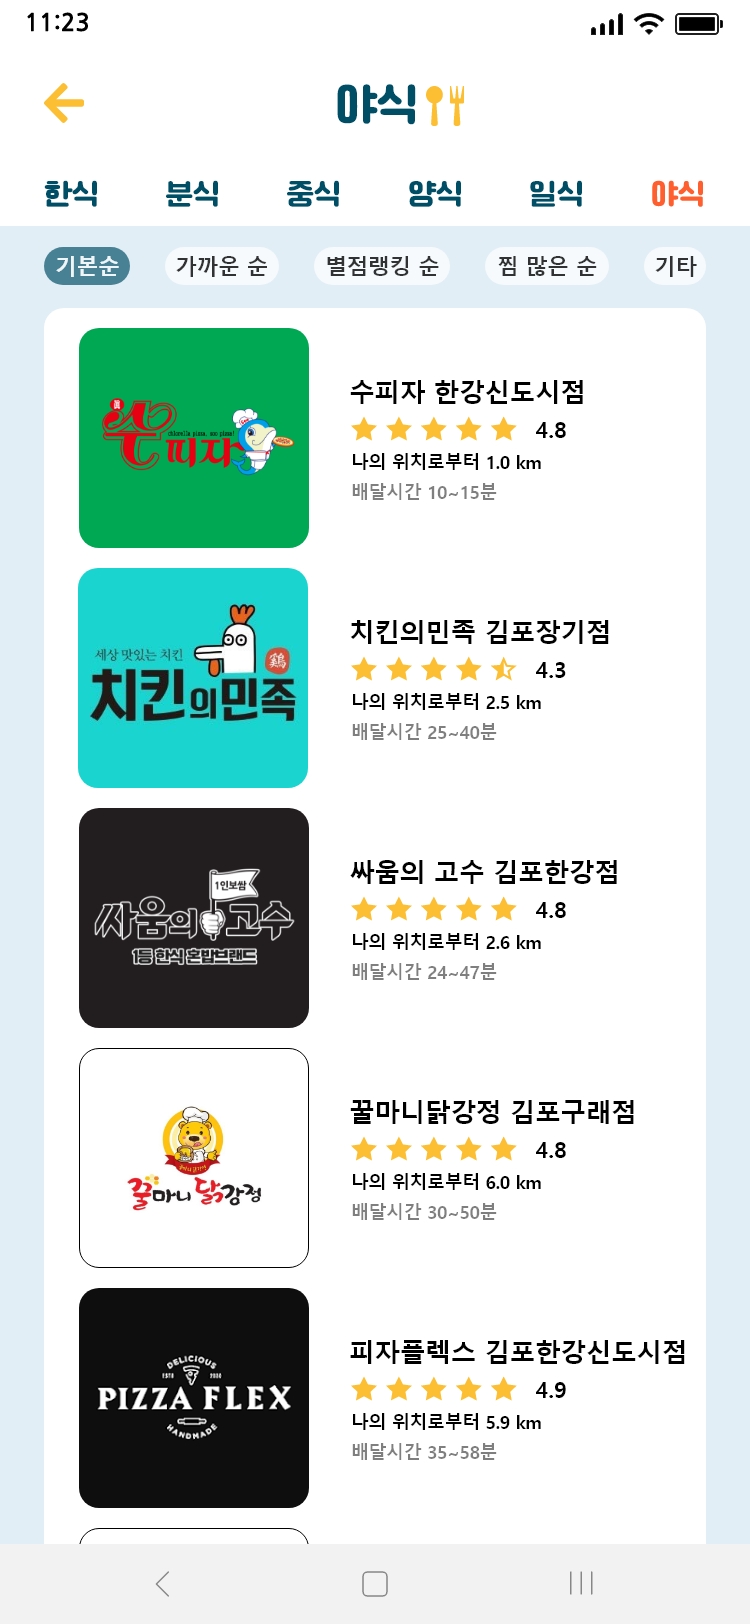 11:23
야식
한식 분식 중식 양식 일식 야식
기본순 가까운 순 별점랭킹 순 찜 많은 순 기타
수피자
수피자 한강신도시점
4.8
나의 위치로부터 1.0 km
배달시간 10~15분
세상 맛있는 치킨
鷄
치킨의민족
치킨의민족 김포장기점
4.3
나의 위치로부터 2.5 km
배달시간 25~40분
1인보쌈
싸움의고수
1등 한식 혼밥브랜드
싸움의 고수 김포한강점
4.8
나의 위치로부터 2.6 km
배달시간 24~47분
꿀마니 닭강정
꿀마니닭강정 김포구래점
4.8
나의 위치로부터 6.0 km
배달시간 30~50분
DELICIOUS
PIZZA FLEX
HANDMADE
피자플렉스 김포한강신도시점
4.9
나의 위치로부터 5.9 km
배달시간 35~58분